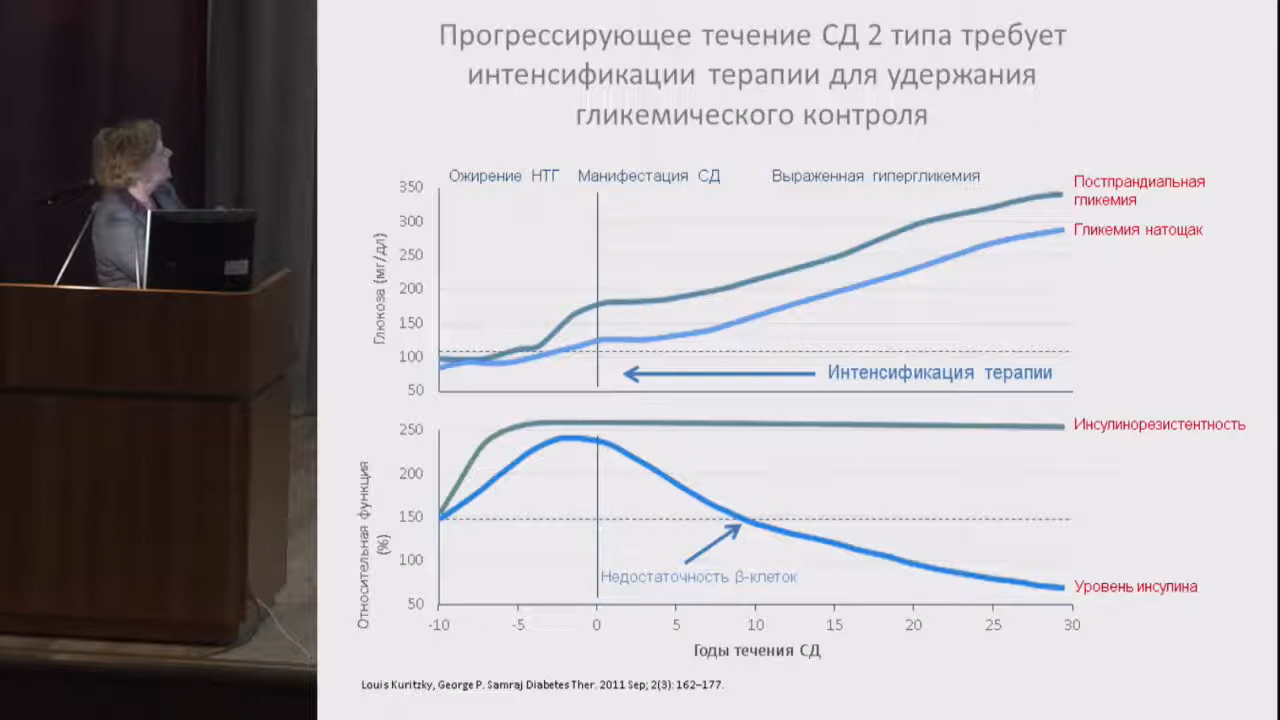 Прогрессирующее течение СД 2 типа требует
интенсификации терапии для удержания
гликемического контроля
Ожирение НТГ
Манифестация СД
Выраженная гипергликемия
Постпрандиальная
гликемия
Гликемия натощак
Глюкоза (мг/дл)
350
300
250
200
150
100
50
Интенсификация терапии
Инсулинорезистентность
Относительная функция
(%)
250
200
150
100
50
Недостаточность β-клеток
Уровень инсулина
-10
-5
0
5
10
15
20
25
30
Годы течения СД
Louis Kuritzky, George P. Samraj Diabetes Ther. 2011 Sep; 2(3): 162–177.